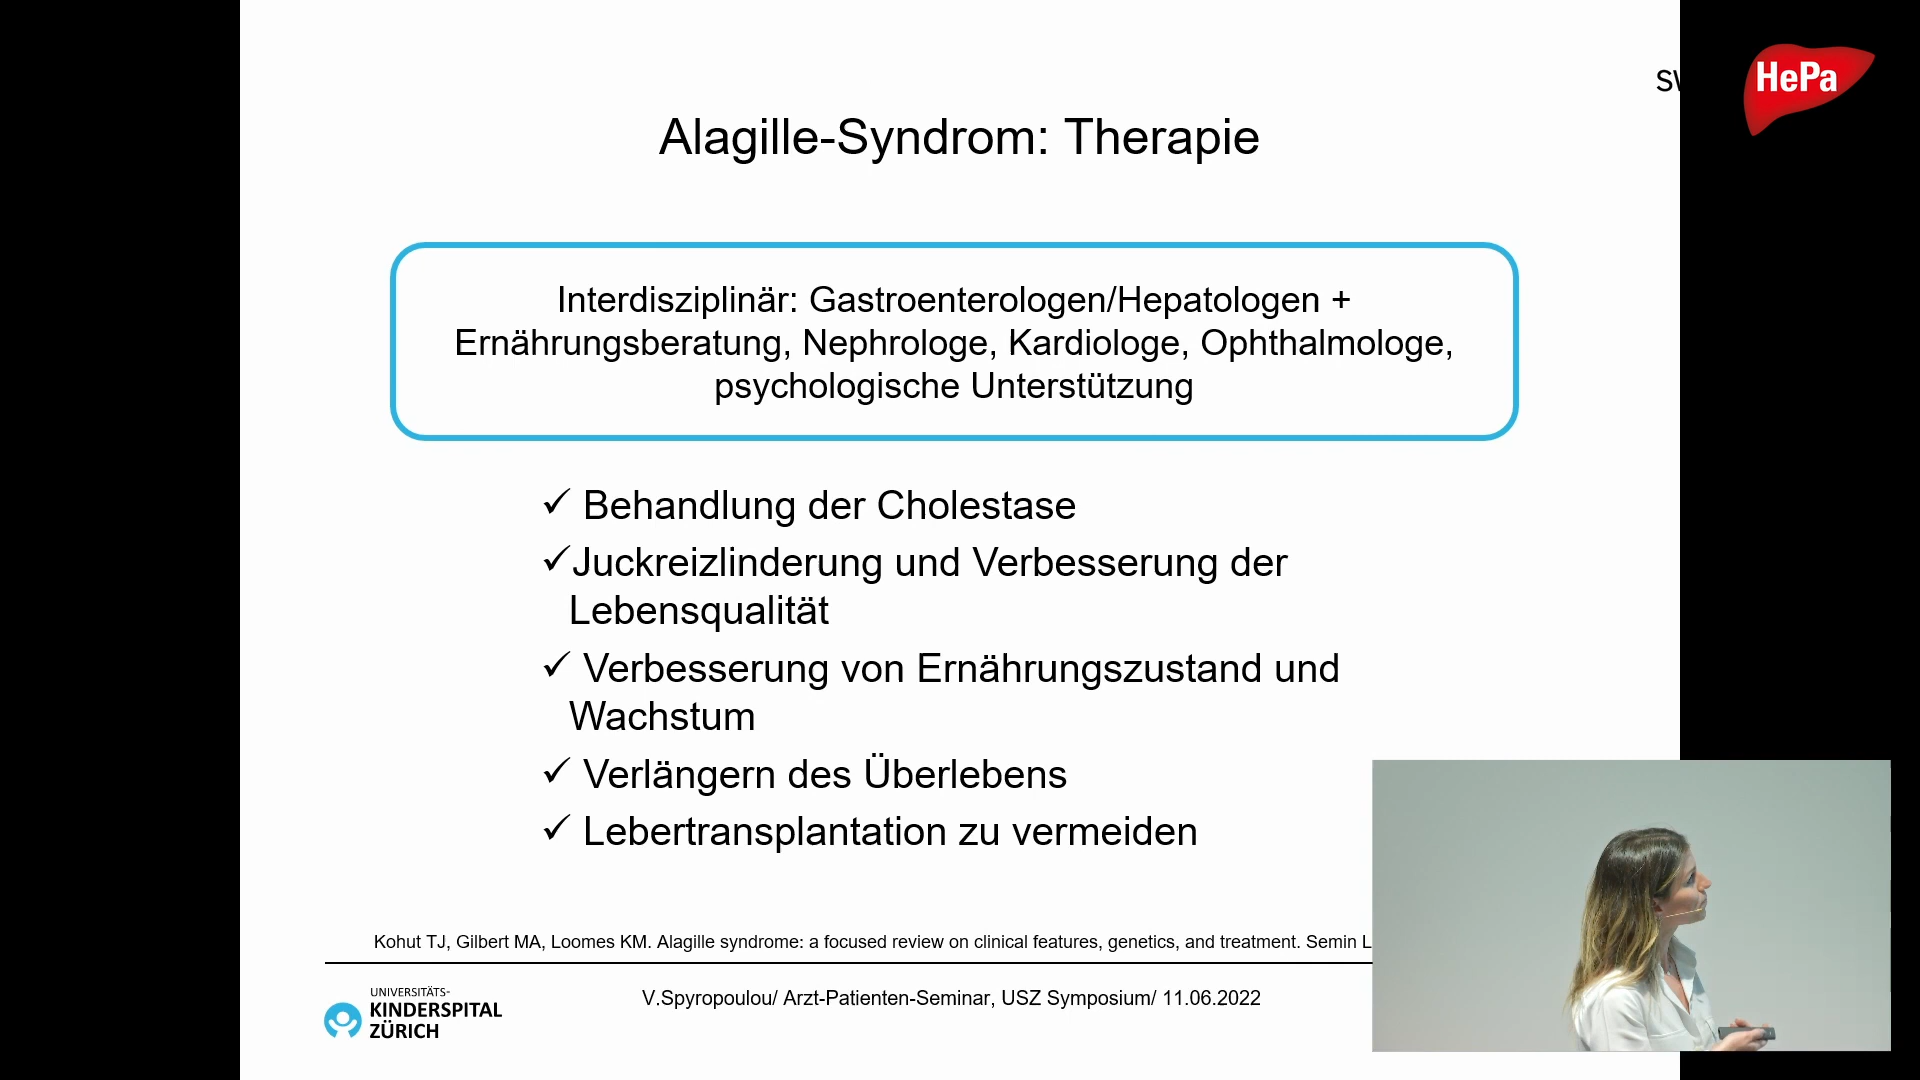 SW
HePa
Alagille-Syndrom: Therapie
Interdisziplinär: Gastroenterologen/Hepatologen +
Ernährungsberatung, Nephrologe, Kardiologe, Ophthalmologe,
psychologische Unterstützung
✓ Behandlung der Cholestase
✓Juckreizlinderung und Verbesserung der
Lebensqualität
✓ Verbesserung von Ernährungszustand und
Wachstum
✓ Verlängern des Überlebens
✓ Lebertransplantation zu vermeiden
Kohut TJ, Gilbert MA, Loomes KM. Alagille syndrome: a focused review on clinical features, genetics, and treatment. Semin L
UNIVERSITÄTS-
KINDERSPITAL
ZÜRICH
V.Spyropoulou/ Arzt-Patienten-Seminar, USZ Symposium/ 11.06.2022